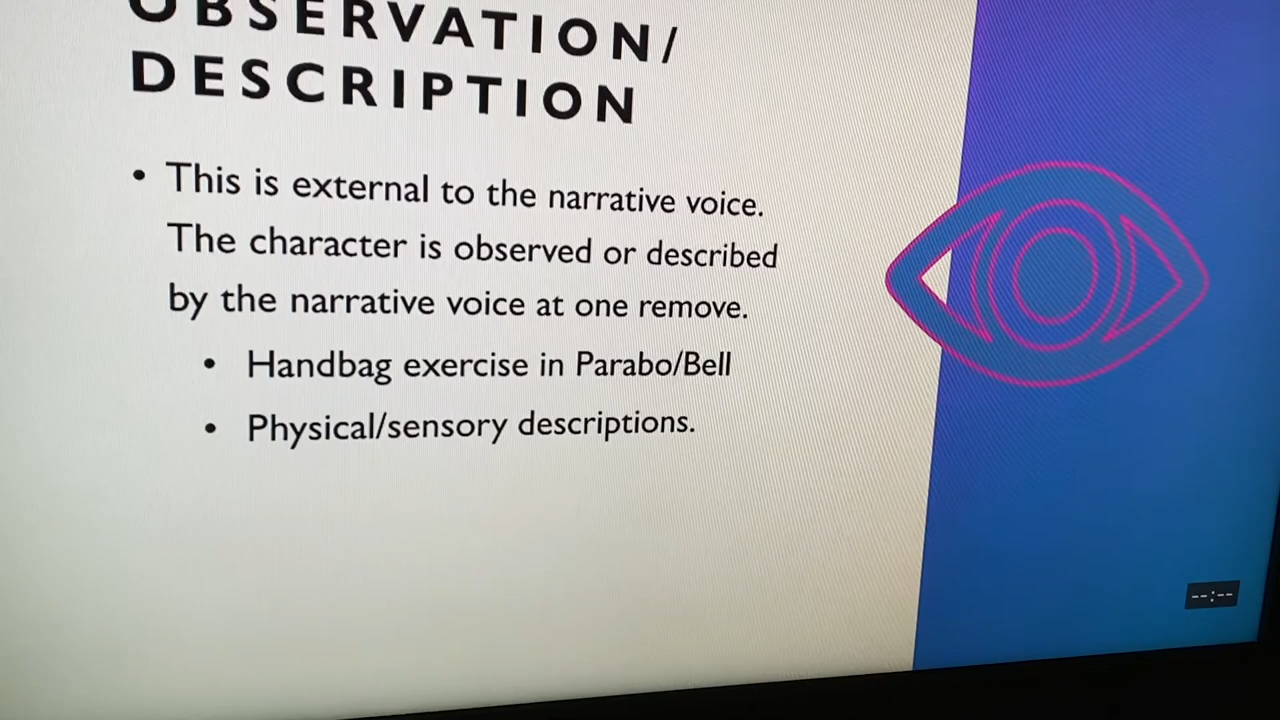 OBSERVATION/
DESCRIPTION
• This is external to the narrative voice.
The character is observed or described
by the narrative voice at one remove.
• Handbag exercise in Parabo/Bell
• Physical/sensory descriptions.
--:--